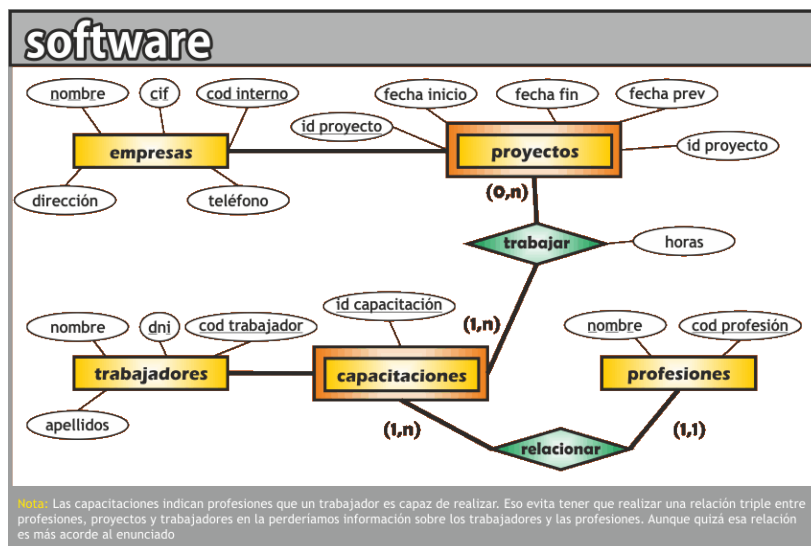 software
nombre
cif
cod interno
fecha inicio
fecha fin
fecha prev
id proyecto
empresas
proyectos
id proyecto
dirección
teléfono
(0,n)
trabajar
horas
id capacitación
nombre
dni
cod trabajador
(1,n)
nombre
cod profesión
trabajadores
capacitaciones
profesiones
apellidos
(1,n)
(1,1)
relacionar
Nota: Las capacitaciones indican profesiones que un trabajador es capaz de realizar. Eso evita tener que realizar una relación triple entre
profesiones, proyectos y trabajadores en la perderíamos información sobre los trabajadores y las profesiones. Aunque quizá esa relación
es más acorde al enunciado